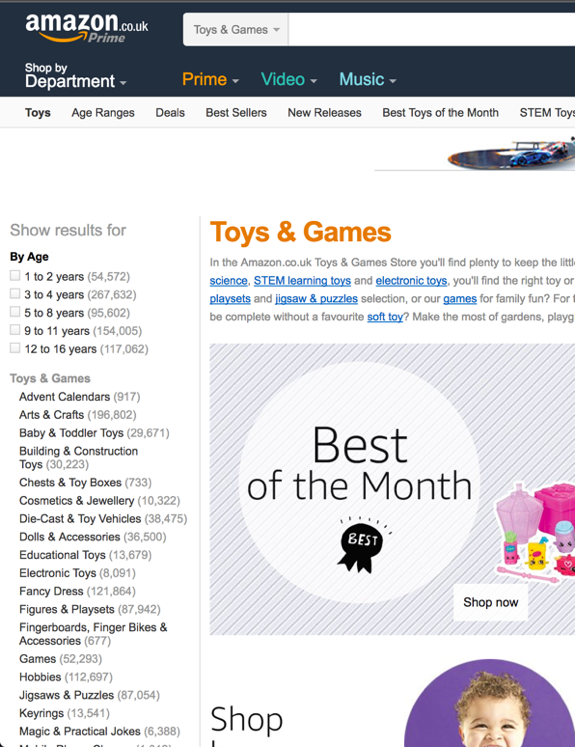 amazon.co.uk
Prime
Toys & Games
Shop by
Department
Prime
Video
Music
Toys
Age Ranges
Deals
Best Sellers
New Releases
Best Toys of the Month
STEM Toys
Show results for
By Age
1 to 2 years (54,572)
3 to 4 years (267,632)
5 to 8 years (95,602)
9 to 11 years (154,005)
12 to 16 years (117,062)
Toys & Games
Advent Calendars (917)
Arts & Crafts (196,802)
Baby & Toddler Toys (29,671)
Building & Construction
Toys (30,223)
Chests & Toy Boxes (733)
Cosmetics & Jewellery (10,322)
Die-Cast & Toy Vehicles (38,475)
Dolls & Accessories (36,500)
Educational Toys (13,679)
Electronic Toys (8,091)
Fancy Dress (121,864)
Figures & Playsets (87,942)
Fingerboards, Finger Bikes &
Accessories (677)
Games (52,293)
Hobbies (112,697)
Jigsaws & Puzzles (87,054)
Keyrings (13,541)
Magic & Practical Jokes (6,388)
Toys & Games
In the Amazon.co.uk Toys & Games Store you'll find plenty to keep the
science, STEM learning toys and electronic toys, you'll find the right toy or
playsets and jigsaw & puzzles selection, or our games for family fun? For
be complete without a favourite soft toy? Make the most of gardens,
Best
of the Month
BEST
Shop now
Shop